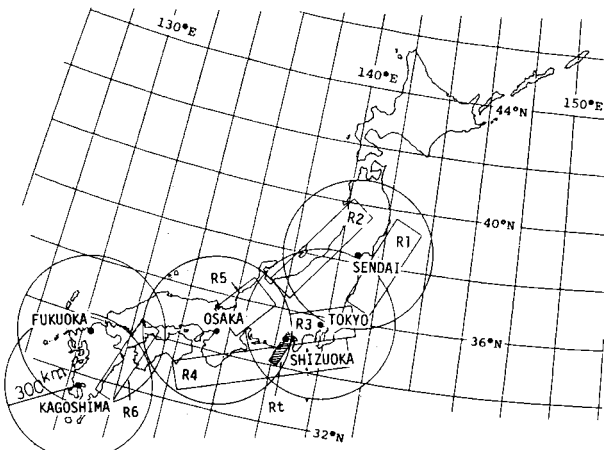 130°E
140°E
150°E
44°N
R2
40°N
R1
SENDAI
R5
FUKUOKA
OSAKA
R3
TOKYO
36°N
SHIZUOKA
300km
R4
KAGOSHIMA
R6
Rt
32°N